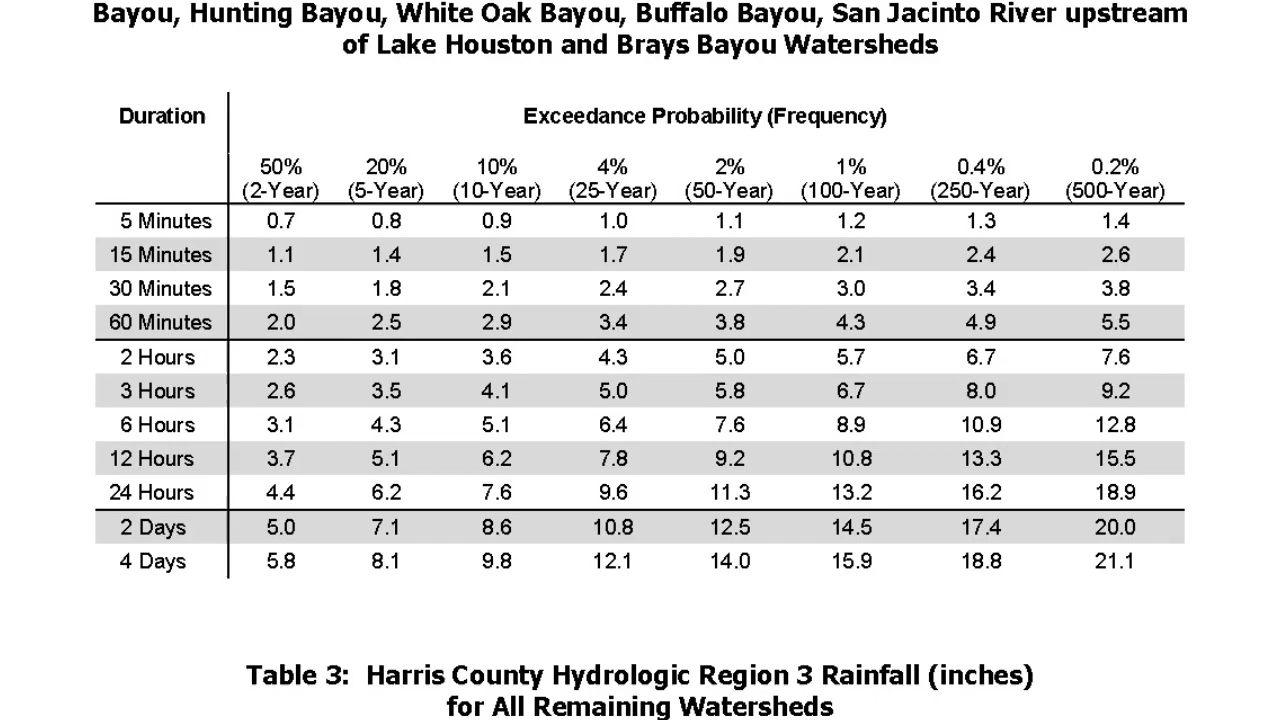 Bayou, Hunting Bayou, White Oak Bayou, Buffalo Bayou, San Jacinto River upstream
of Lake Houston and Brays Bayou Watersheds
Duration Exceedance Probability (Frequency)
50% 20% 10% 4% 2% 1% 0.4% 0.2%
(2-Year) (5-Year) (10-Year) (25-Year) (50-Year) (100-Year) (250-Year) (500-Year)
5 Minutes 0.7 0.8 0.9 1.0 1.1 1.2 1.3 1.4
15 Minutes 1.1 1.4 1.5 1.7 1.9 2.1 2.4 2.6
30 Minutes 1.5 1.8 2.1 2.4 2.7 3.0 3.4 3.8
60 Minutes 2.0 2.5 2.9 3.4 3.8 4.3 4.9 5.5
2 Hours 2.3 3.1 3.6 4.3 5.0 5.7 6.7 7.6
3 Hours 2.6 3.5 4.1 5.0 5.8 6.7 8.0 9.2
6 Hours 3.1 4.3 5.1 6.4 7.6 8.9 10.9 12.8
12 Hours 3.7 5.1 6.2 7.8 9.2 10.8 13.3 15.5
24 Hours 4.4 6.2 7.6 9.6 11.3 13.2 16.2 18.9
2 Days 5.0 7.1 8.6 10.8 12.5 14.5 17.4 20.0
4 Days 5.8 8.1 9.8 12.1 14.0 15.9 18.8 21.1
Table 3: Harris County Hydrologic Region 3 Rainfall (inches)
for All Remaining Watersheds